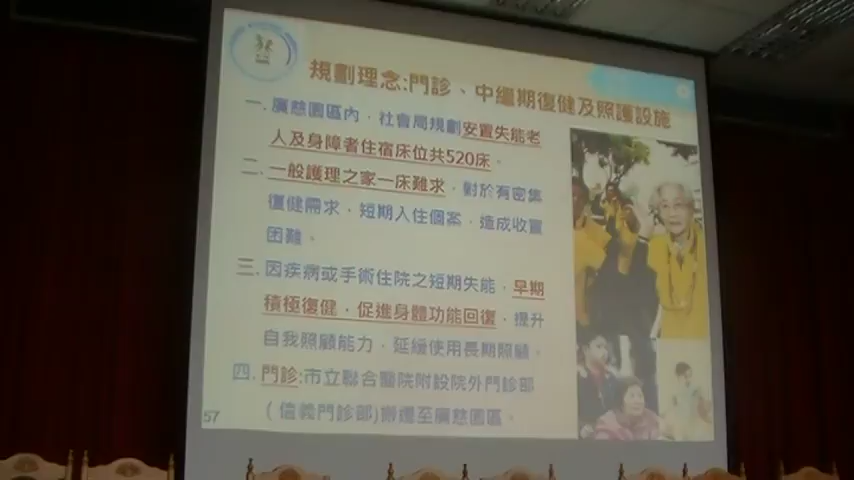 規劃理念:門診、中繼期復健及照護設施
一. 廣慈園區內，社會局規劃安置失能老
人及身障者住宿床位共520床。
二. 一般護理之家一床難求，對於有密集
復健需求，短期入住個案，造成收置
困難。
三. 因疾病或手術住院之短期失能，早期
積極復健，促進身體功能回復，提升
自我照顧能力，延緩使用長期照顧。
四. 門診:市立聯合醫院附設院外門診部
(信義門診部)搬遷至廣慈園區。
57